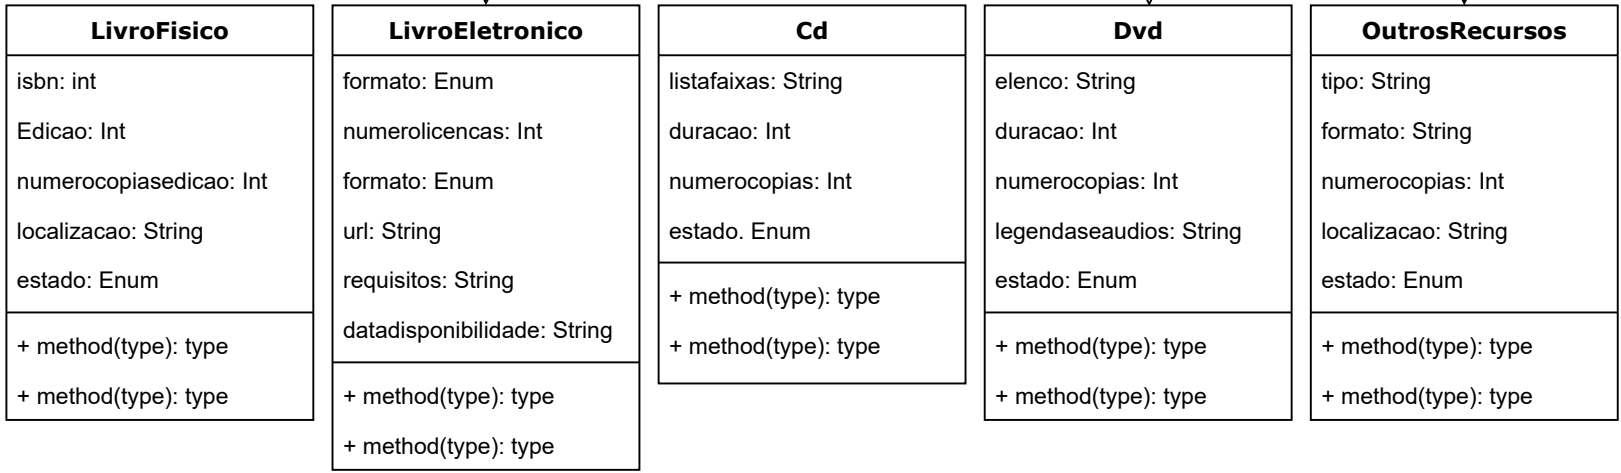 LivroFisico
isbn: int
Edicao: Int
numerocopiasedicao: Int
localizacao: String
estado: Enum
+ method(type): type
+ method(type): type
LivroEletronico
formato: Enum
numerolicencas: Int
formato: Enum
url: String
requisitos: String
datadisponibilidade: String
+ method(type): type
+ method(type): type
Cd
listafaixas: String
duracao: Int
numerocopias: Int
estado. Enum
+ method(type): type
+ method(type): type
Dvd
elenco: String
duracao: Int
numerocopias: Int
legendaseaudios: String
estado: Enum
+ method(type): type
+ method(type): type
OutrosRecursos
tipo: String
formato: String
numerocopias: Int
localizacao: String
estado: Enum
+ method(type): type
+ method(type): type